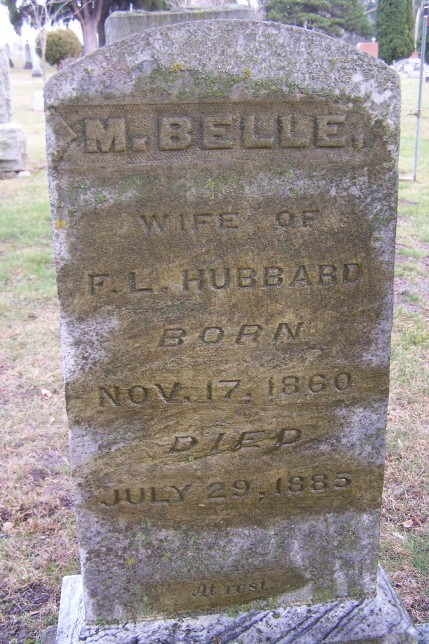 M. BELLE,
WIFE OF
F. L. HUBBARD
BORN
NOV. 17, 1860
DIED
JULY 29, 1885
At rest